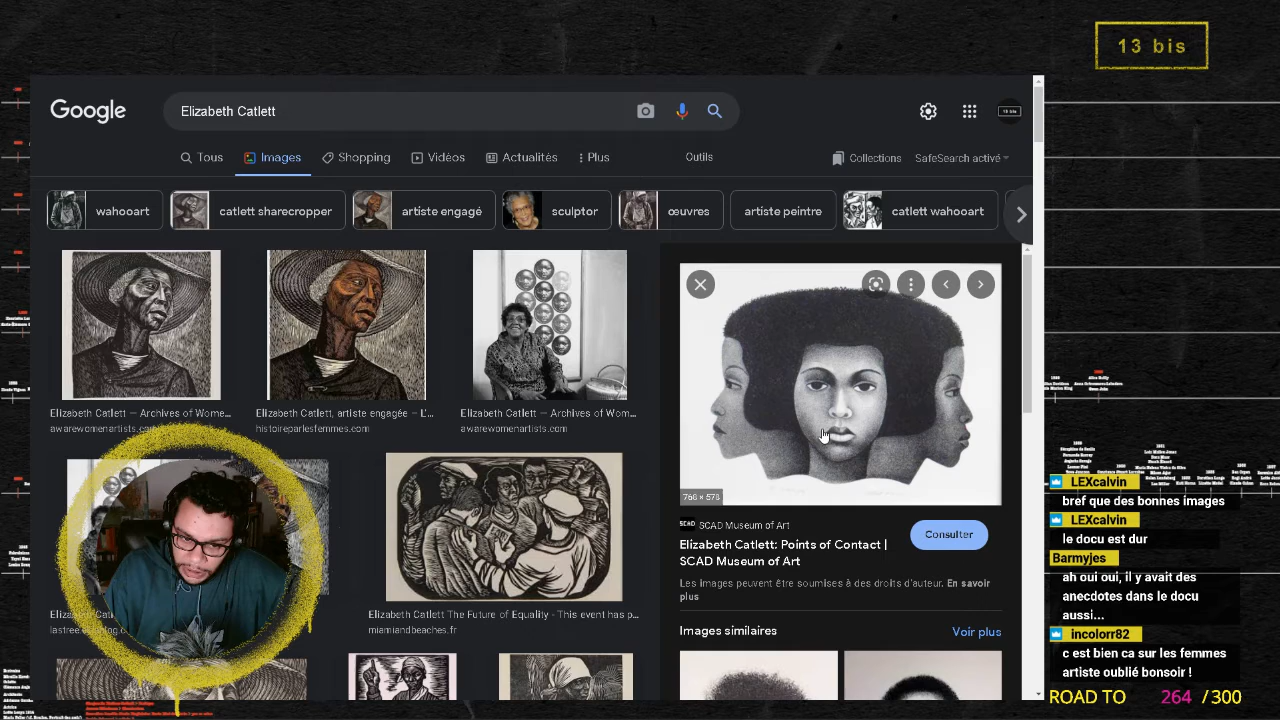 13 bis
Google
Elizabeth Catlett
13 bis
Tous
Images
Shopping
Vidéos
Actualités
Plus
Outils
Collections
SafeSearch activé
wahooart
catlett sharecropper
artiste engagé
sculptor
œuvres
artiste peintre
catlett wahooart
Elizabeth Catlett — Archives of Wome...
awarewomenartists.com
Elizabeth Catlett, artiste engagée – L'...
histoireparlesfemmes.com
Elizabeth Catlett — Archives of Wom...
awarewomenartists.com
766 × 575
SCAD SCAD Museum of Art
Elizabeth Catlett: Points of Contact |
SCAD Museum of Art
Consulter
Les images peuvent être soumises à des droits d'auteur. En savoir
plus
Images similaires
Voir plus
Elizabeth Catlett The Future of Equality - This event has p...
miamiandbeaches.fr
LEXcalvin
bref que des bonnes images
LEXcalvin
le docu est dur
Barmyjes
ah oui oui, il y avait des
anecdotes dans le docu
aussi...
incolorr82
c est bien ca sur les femmes
artiste oublié bonsoir !
ROAD TO 264 / 300